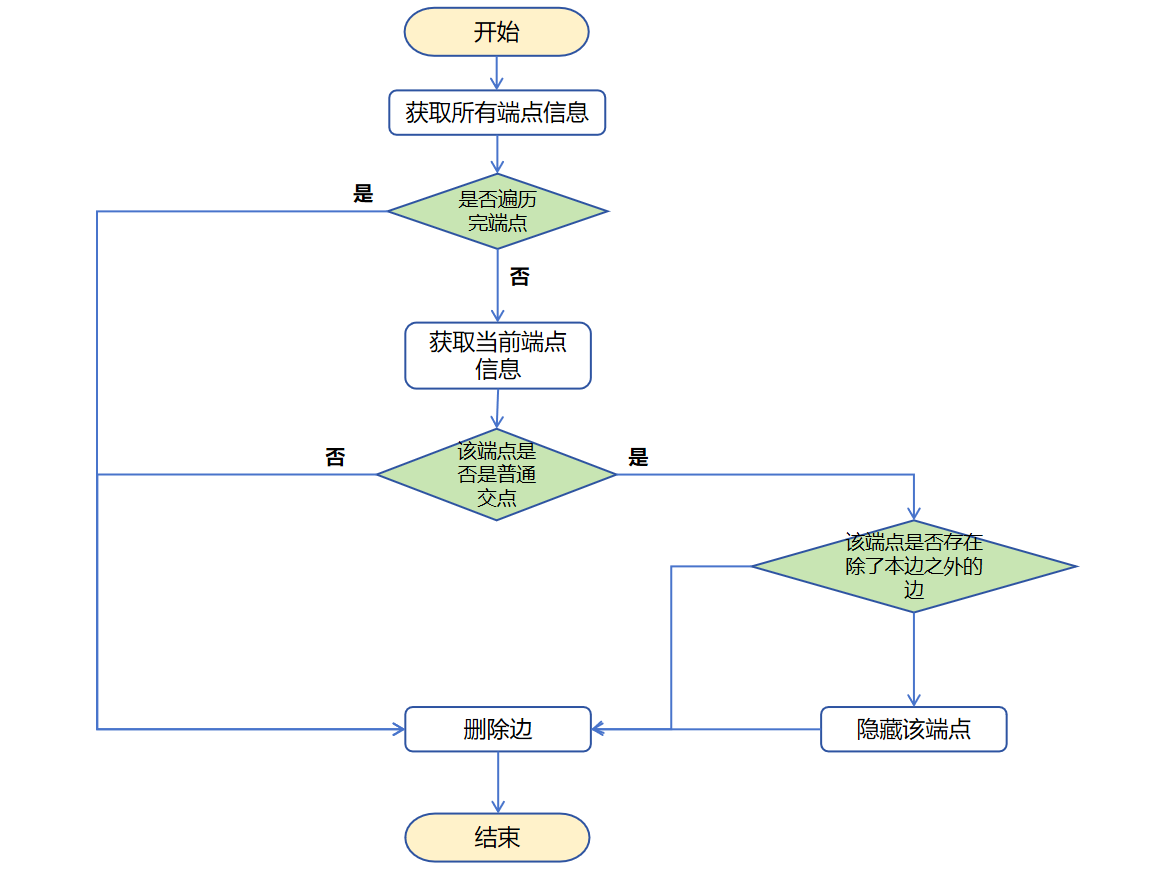 开始
获取所有端点信息
是
是否遍历
完端点
否
获取当前端点
信息
否
该端点是
否是普通
交点
是
该端点是否存在
除了本边之外的
边
删除边
隐藏该端点
结束